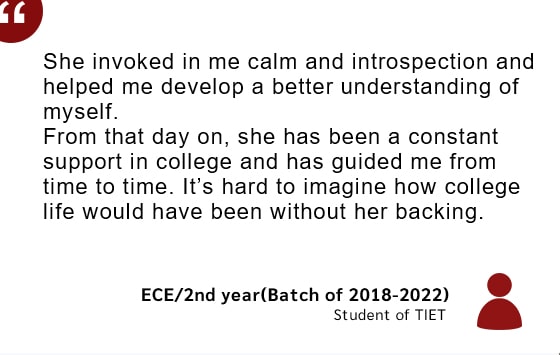 She invoked in me calm and introspection and
helped me develop a better understanding of
myself.
From that day on, she has been a constant
support in college and has guided me from
time to time. It’s hard to imagine how college
life would have been without her backing.
ECE/2nd year(Batch of 2018-2022)
Student of TIET